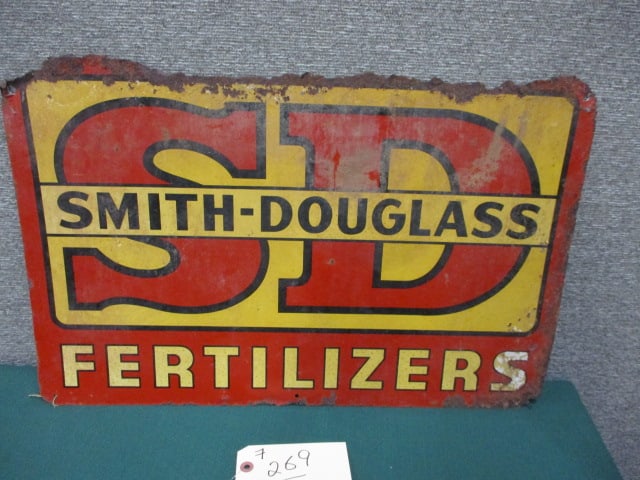 SD
SMITH-DOUGLASS
FERTILIZERS
7
269